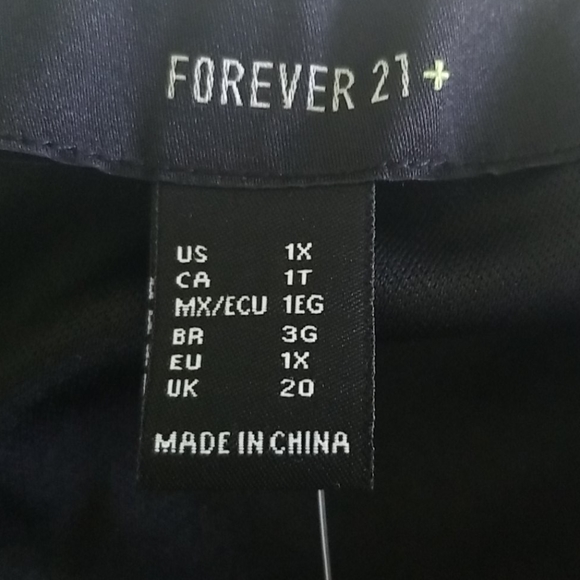 FOREVER 21+
US 1X
CA 1T
MX/ECU 1EG
BR 3G
EU 1X
UK 20
MADE IN CHINA